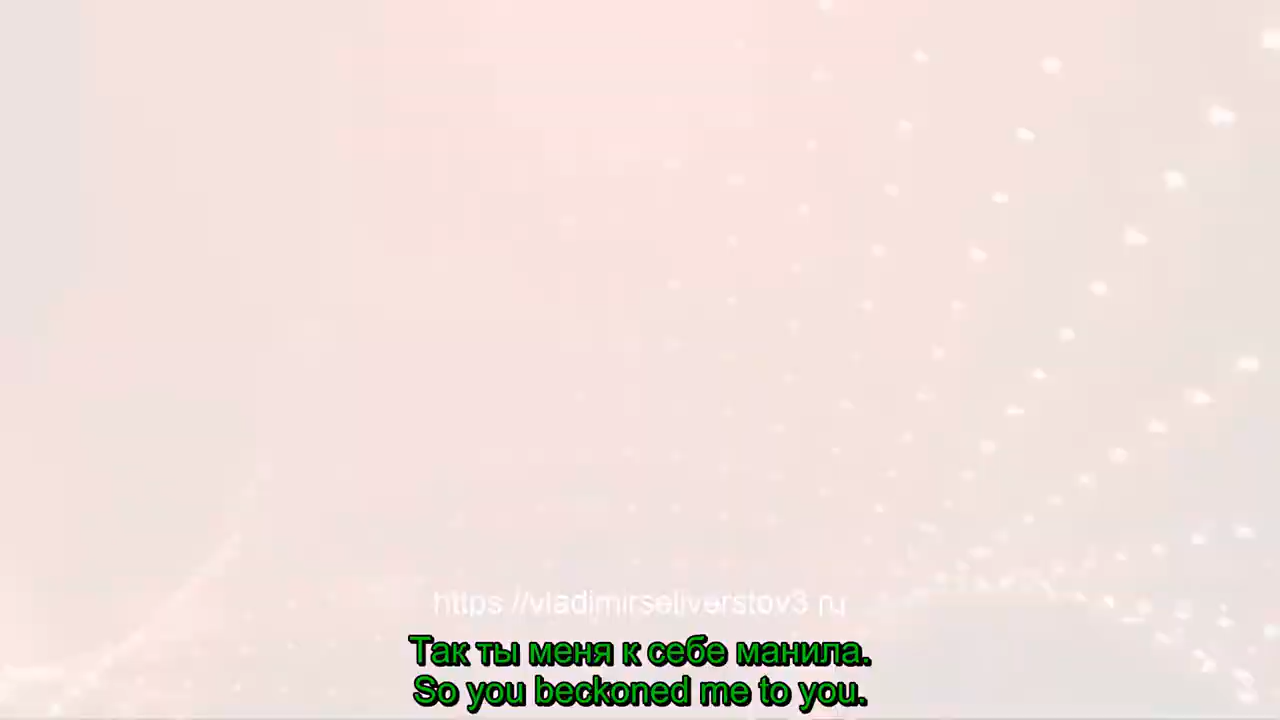 https //vladimirseliverstov3 ru
Так ты меня к себе манила.
So you beckoned me to you.